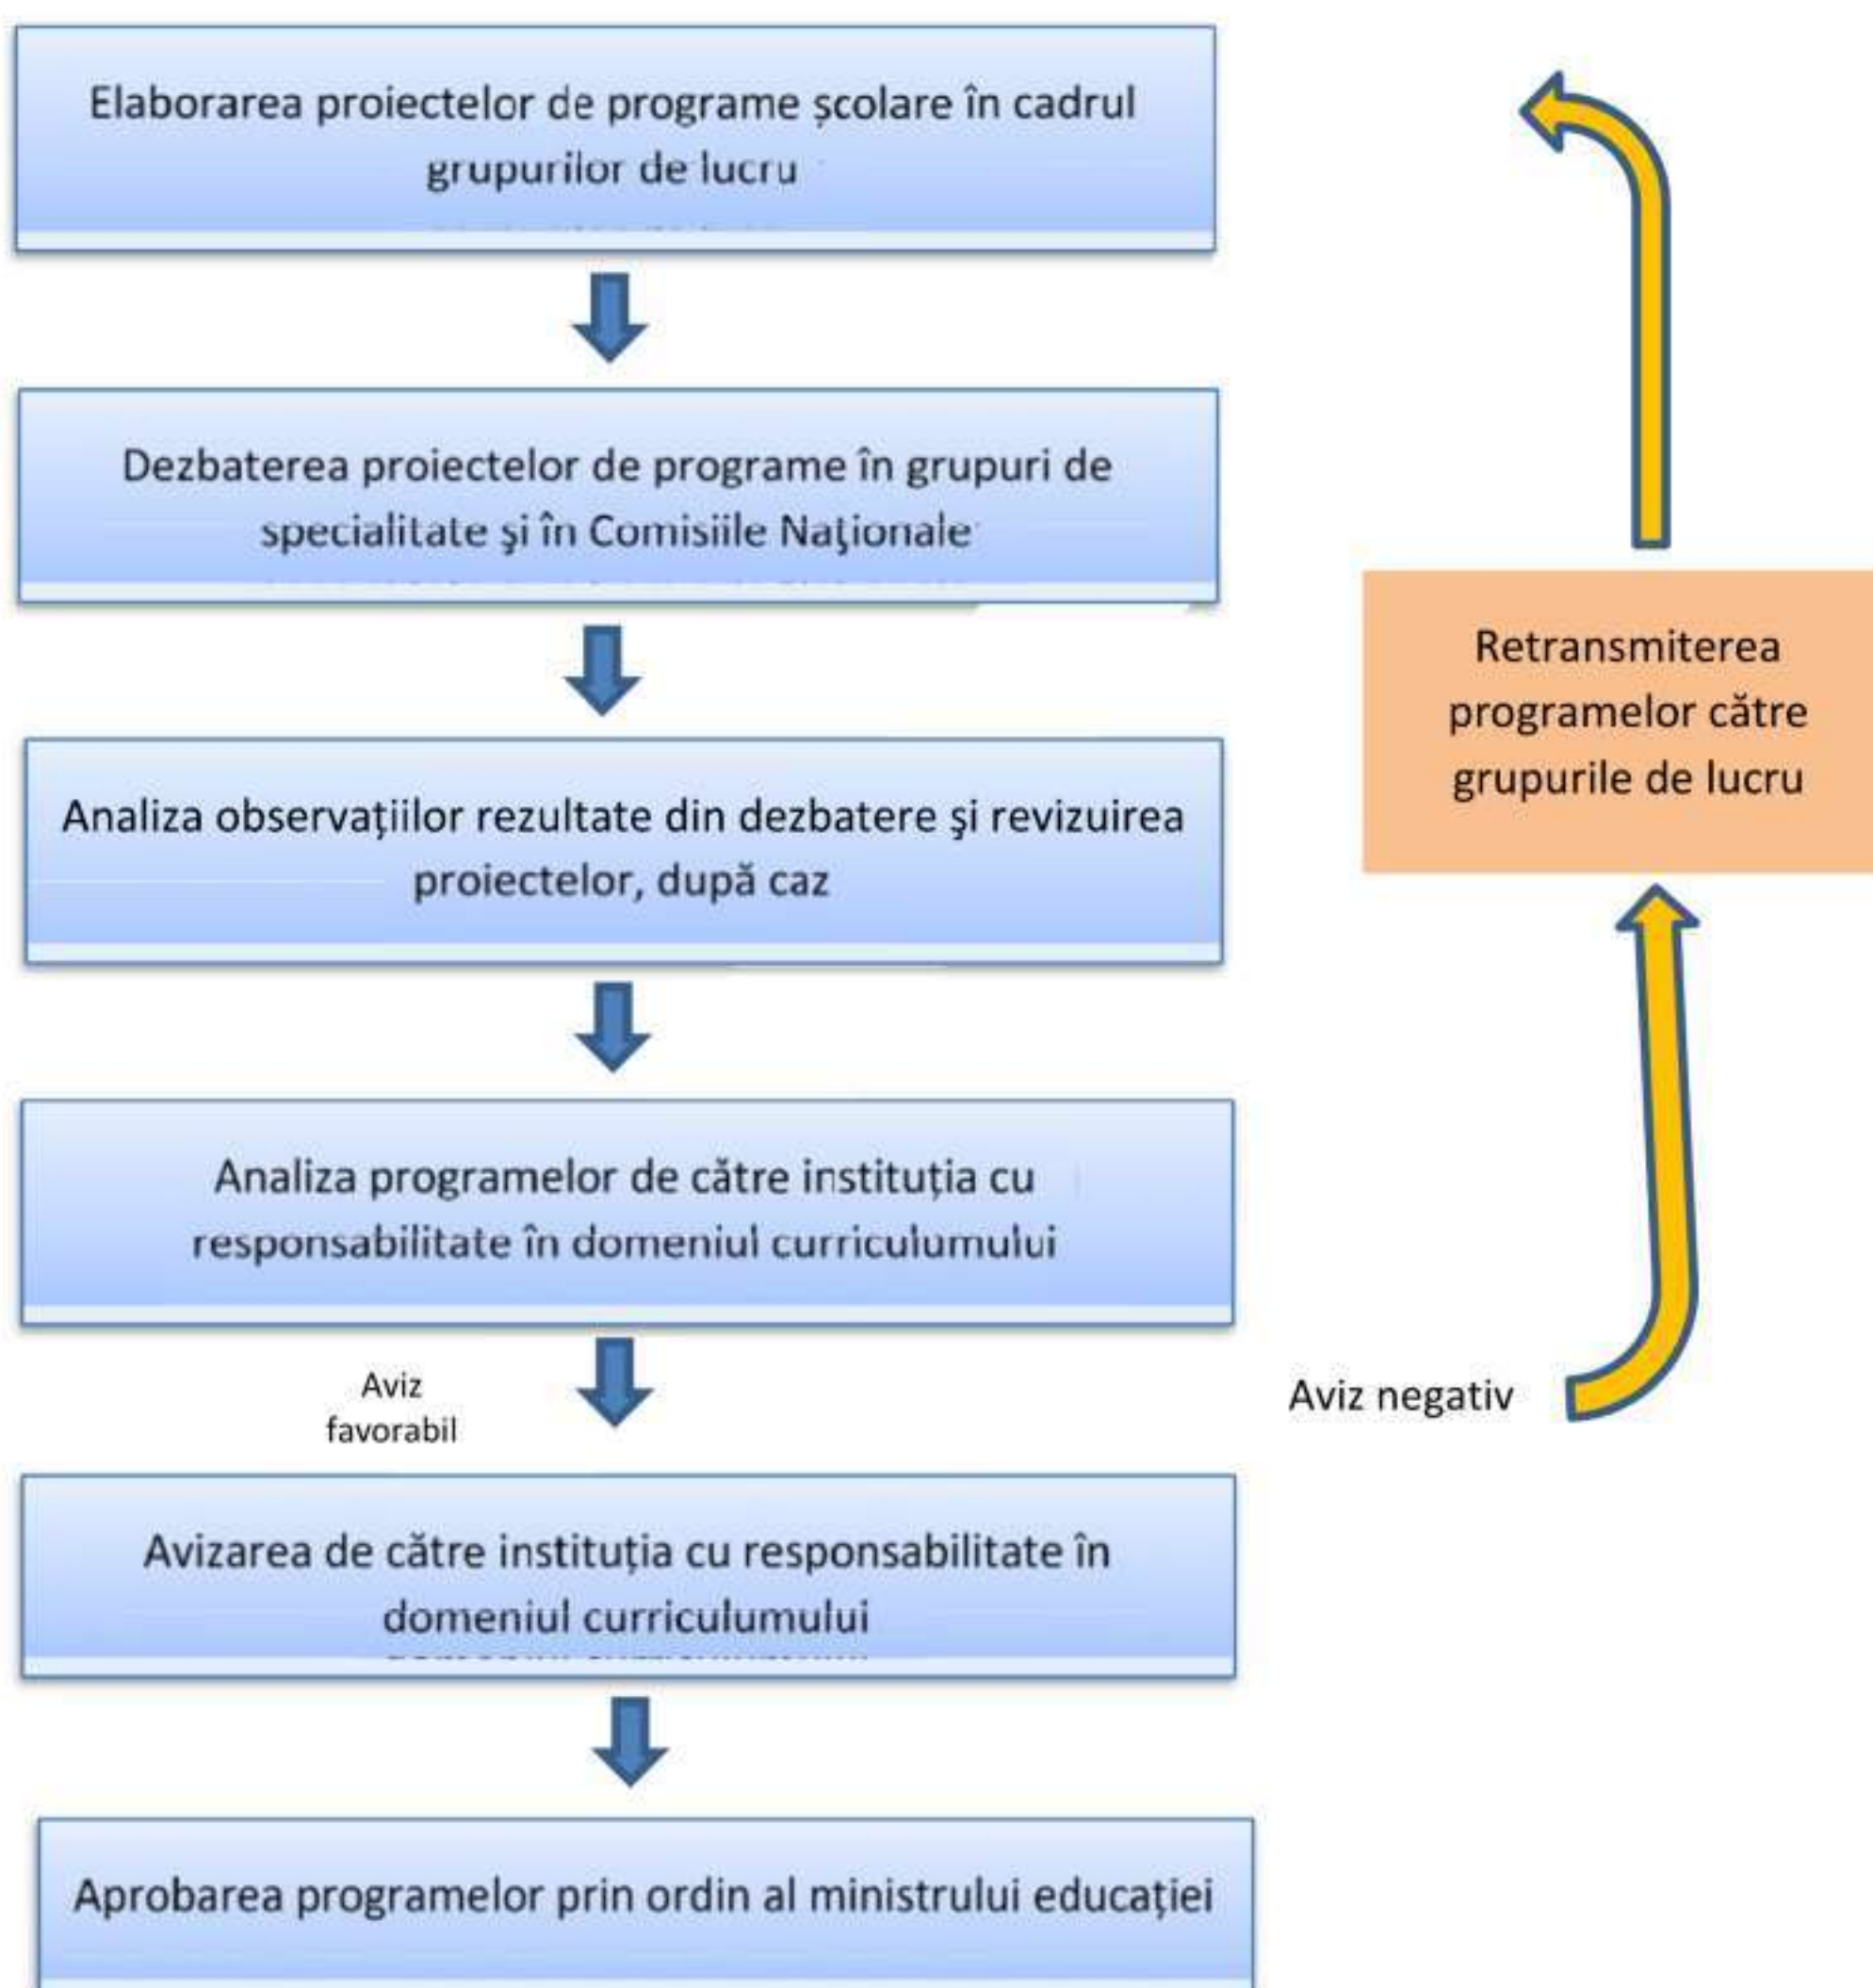 Elaborarea proiectelor de programe școlare în cadrul
grupurilor de lucru
Dezbaterea proiectelor de programe în grupuri de
specialitate şi în Comisiile Naţionale
Analiza observațiilor rezultate din dezbatere şi revizuirea
proiectelor, după caz
Analiza programelor de către instituția cu
responsabilitate în domeniul curriculumului
Aviz
favorabil
Avizarea de către instituția cu responsabilitate în
domeniul curriculumului
Aprobarea programelor prin ordin al ministrului educației
Retransmiterea
programelor către
grupurile de lucru
Aviz negativ